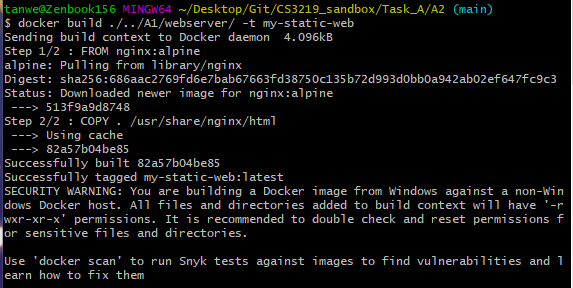 tanwe@Zenbook156 MINGW64 ~/Desktop/Git/CS3219_sandbox/Task_A/A2 (main)
$ docker build ./../A1/webserver/ -t my-static-web
Sending build context to Docker daemon  4.096kB
Step 1/2 : FROM nginx:alpine
alpine: Pulling from library/nginx
Digest: sha256:686aac2769fd6e7bab67663fd38750c135b72d993d0bb0a942ab02ef647fc9c3
Status: Downloaded newer image for nginx:alpine
 ---> 513f9a9d8748
Step 2/2 : COPY . /usr/share/nginx/html
 ---> Using cache
 ---> 82a57b04be85
Successfully built 82a57b04be85
Successfully tagged my-static-web:latest
SECURITY WARNING: You are building a Docker image from Windows against a non-Win
dows Docker host. All files and directories added to build context will have '-r
wxr-xr-x' permissions. It is recommended to double check and reset permissions f
or sensitive files and directories.

Use 'docker scan' to run Snyk tests against images to find vulnerabilities and l
earn how to fix them